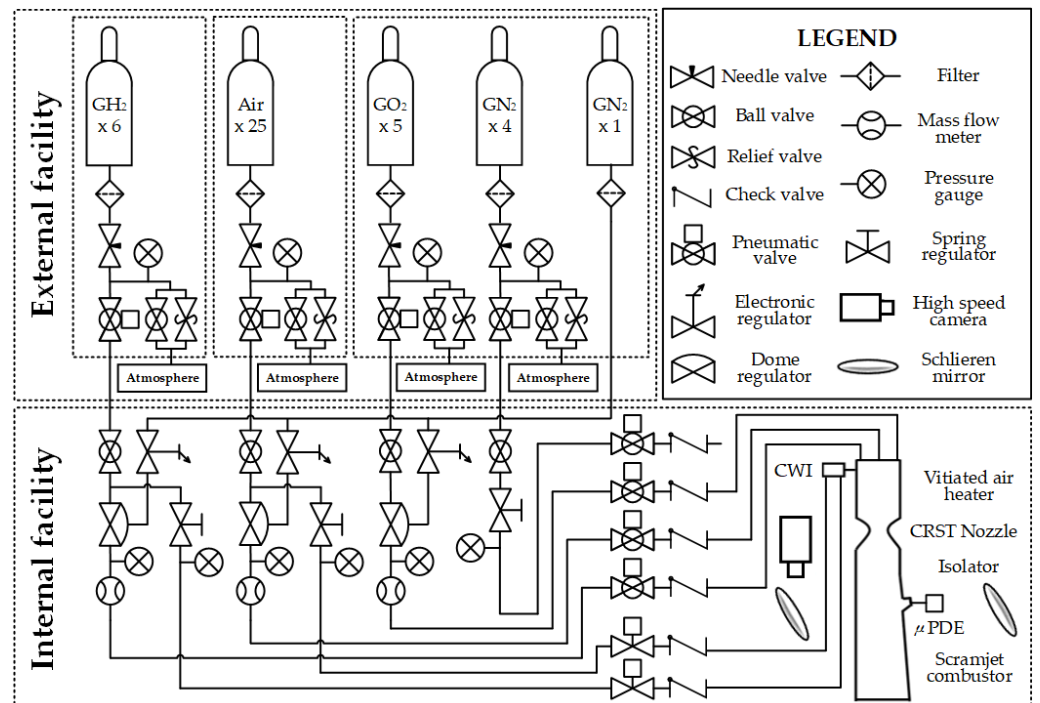 External facility
GH2
x 6
Air
x 25
GO2
x 5
GN2
x 4
GN2
x 1
Atmosphere
Atmosphere
Atmosphere
Atmosphere
LEGEND
Needle valve
Ball valve
Relief valve
Check valve
Pneumatic
valve
Electronic
regulator
Dome
regulator
Filter
Mass flow
meter
Pressure
gauge
Spring
regulator
High speed
camera
Schlieren
mirror
Internal facility
CWI
Vitiated air
heater
CRST Nozzle
Isolator
μPDE
Scramjet
combustor